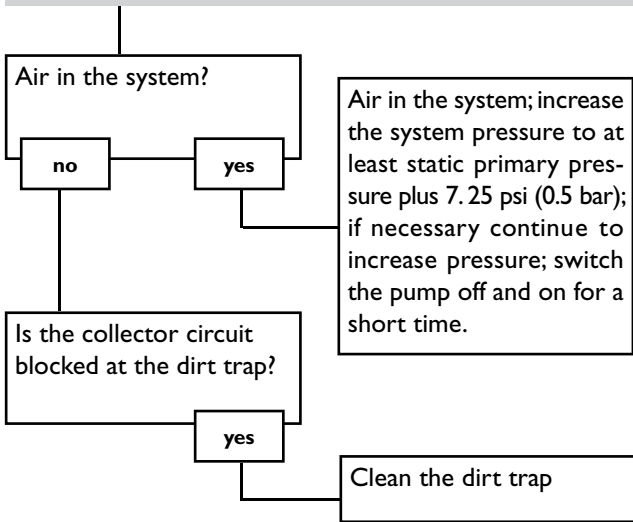 Air in the system?
no
yes
Air in the system; increase
the system pressure to at
least static primary pres-
sure plus 7. 25 psi (0.5 bar);
if necessary continue to
increase pressure; switch
the pump off and on for a
short time.
Is the collector circuit
blocked at the dirt trap?
yes
Clean the dirt trap